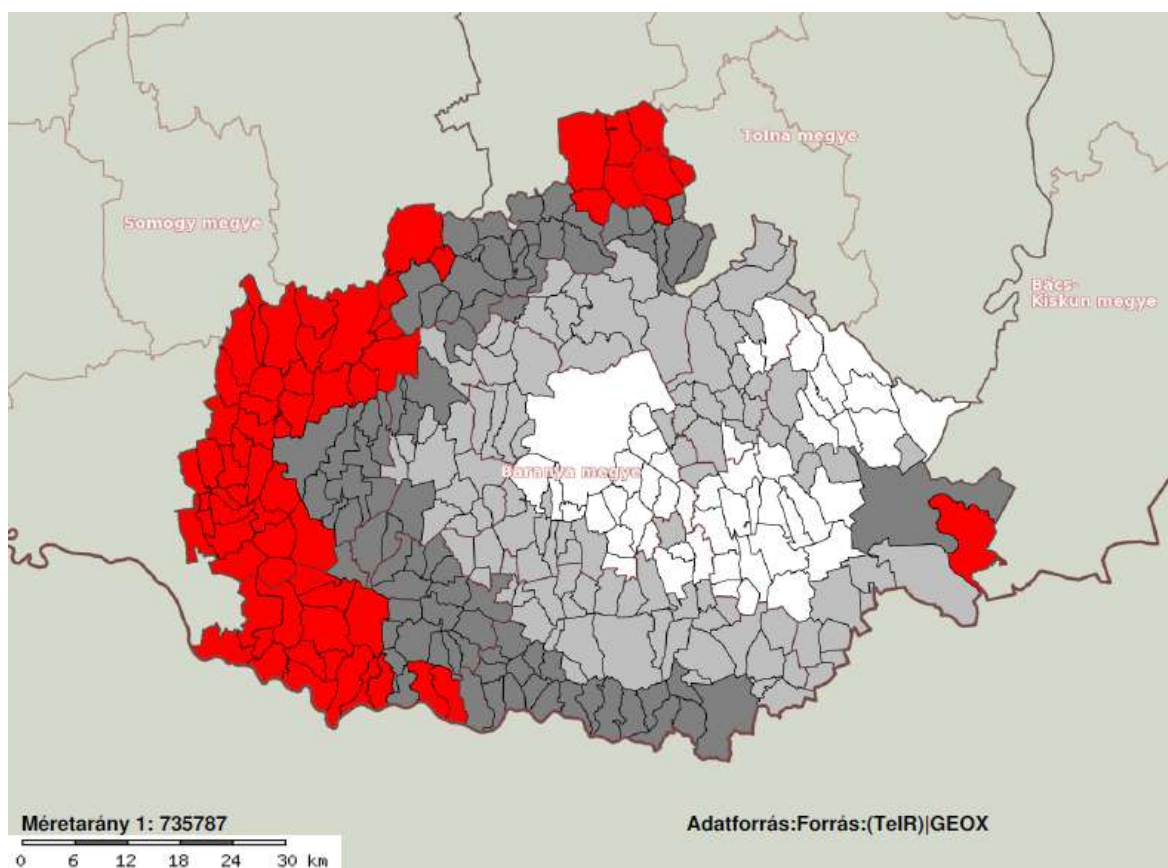 Tolna megye
Somogy megye
Bács-
Kiskun megye
Baranya megye
Méretarány 1: 735787
Adatforrás:Forrás:(TeIR)|GEOX
0 6 12 18 24 30 km